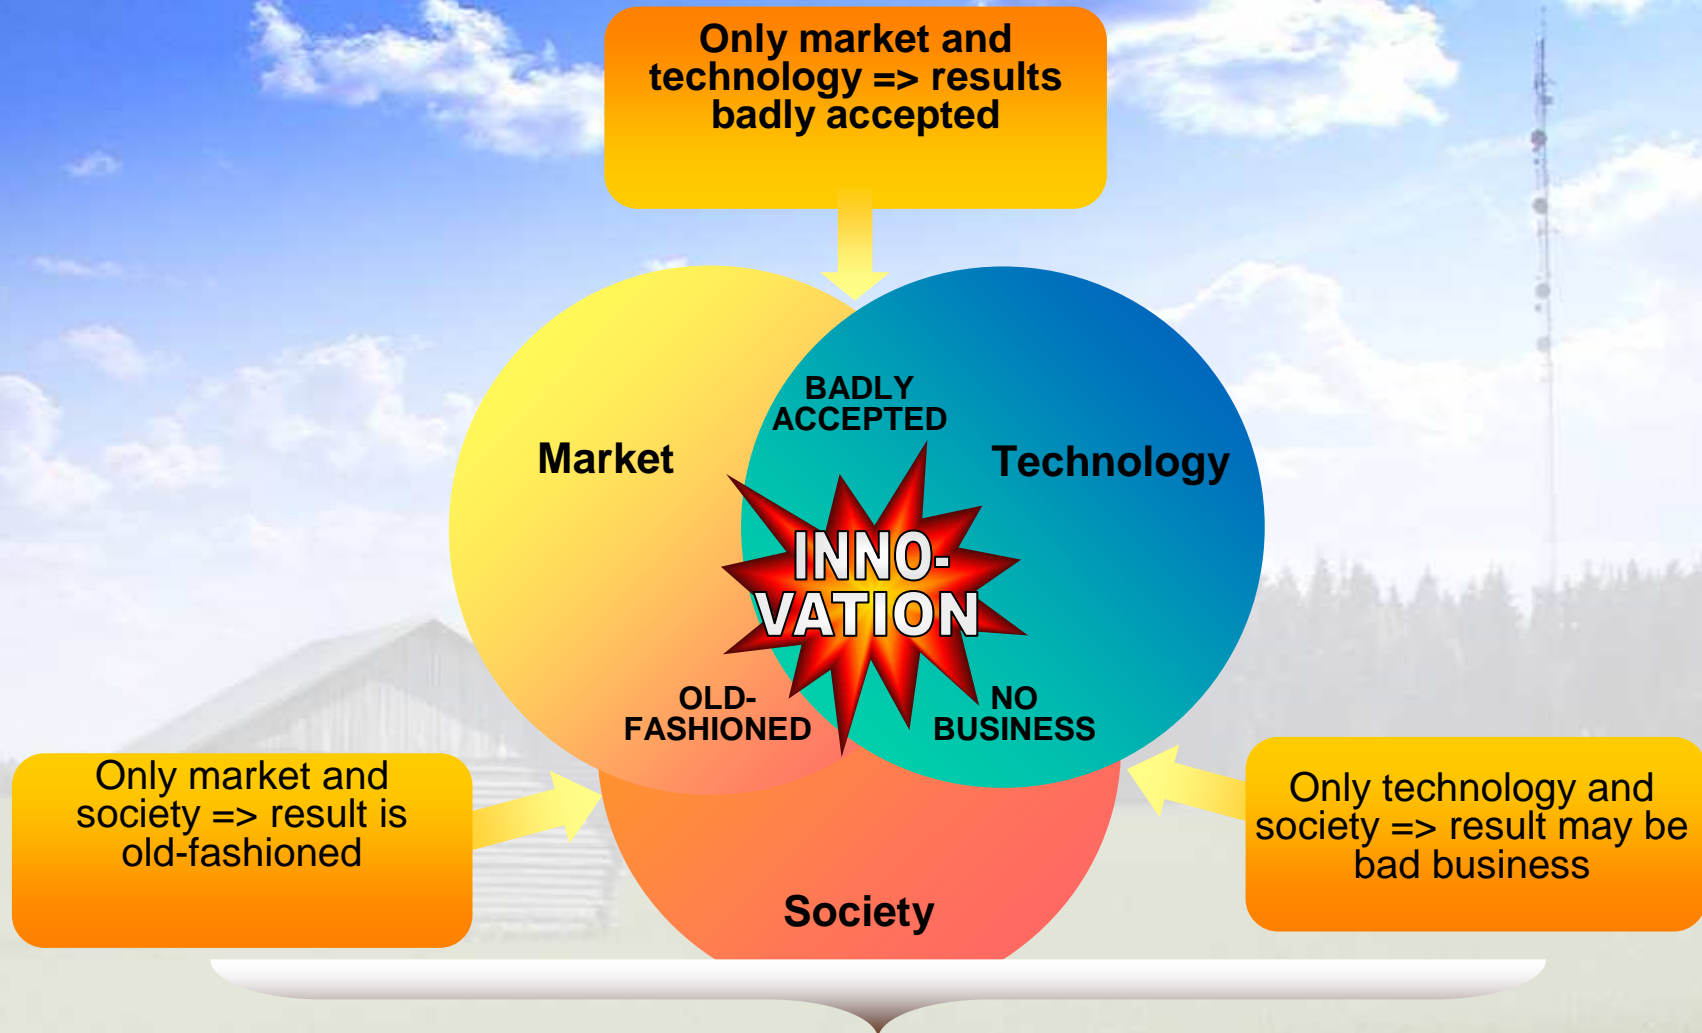 Only market and
technology => results
badly accepted
BADLY
ACCEPTED
Market
Technology
INNO-
VATION
OLD-
FASHIONED
NO
BUSINESS
Only market and
society => result is
old-fashioned
Only technology and
society => result may be
bad business
Society